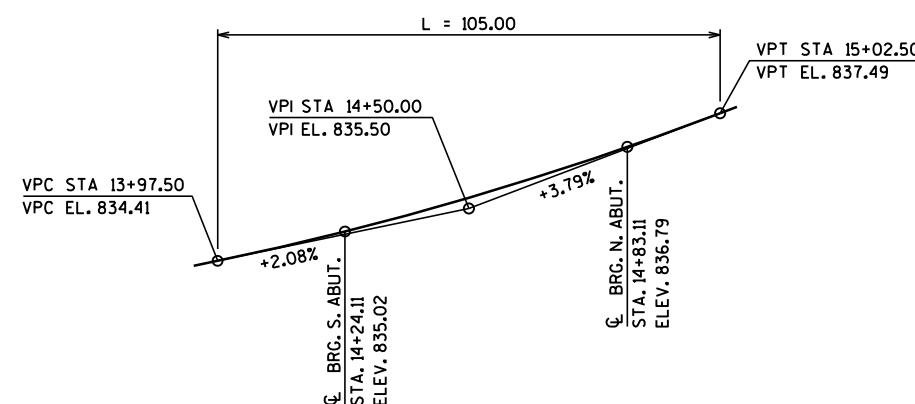 L = 105.00
VPT STA 15+02.50
VPT EL. 837.49
VPI STA 14+50.00
VPI EL. 835.50
VPC STA 13+97.50
VPC EL. 834.41
+2.08%
+3.79%
℄ BRG. S. ABUT.
STA. 14+24.11
ELEV. 835.02
℄ BRG. N. ABUT.
STA. 14+83.11
ELEV. 836.79